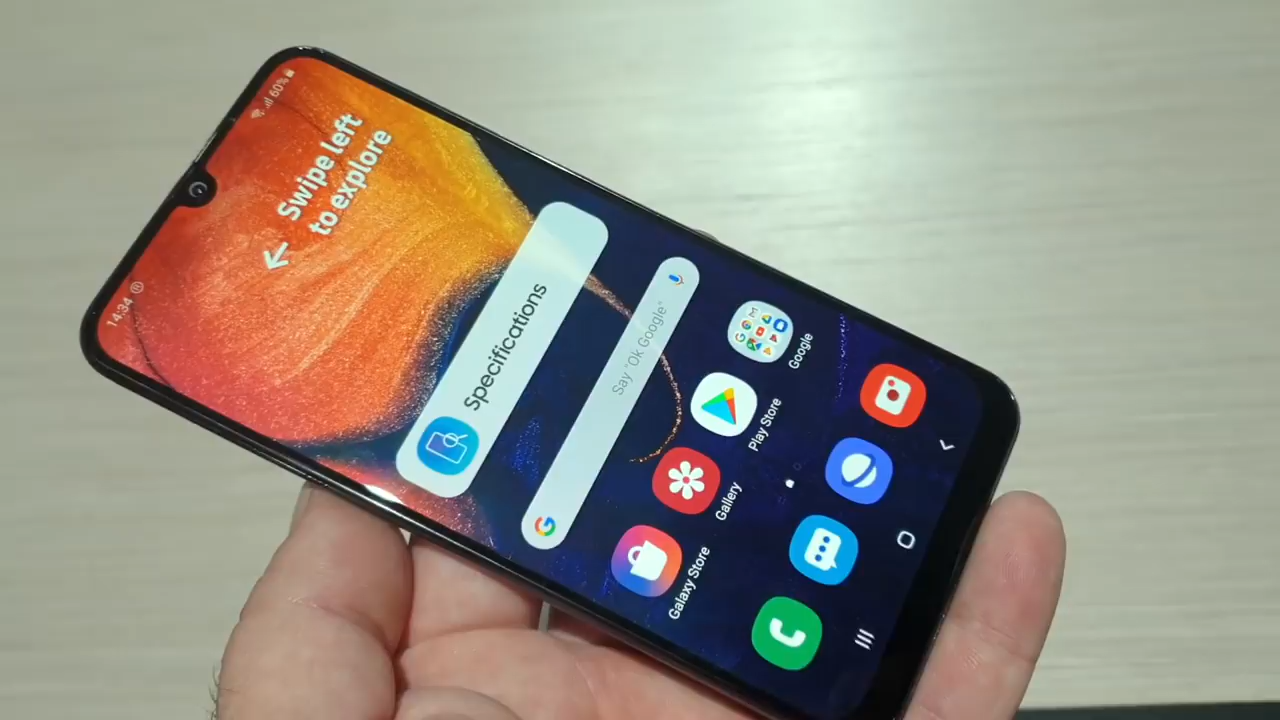 14:34
60%
Swipe left
to explore
Specifications
Say "Ok Google"
Galaxy Store
Gallery
Play Store
Google